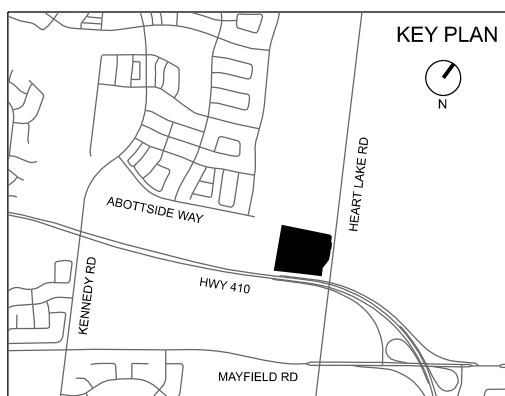 KEY PLAN
N
HEART LAKE RD
ABOTTSIDE WAY
KENNEDY RD
HWY 410
MAYFIELD RD